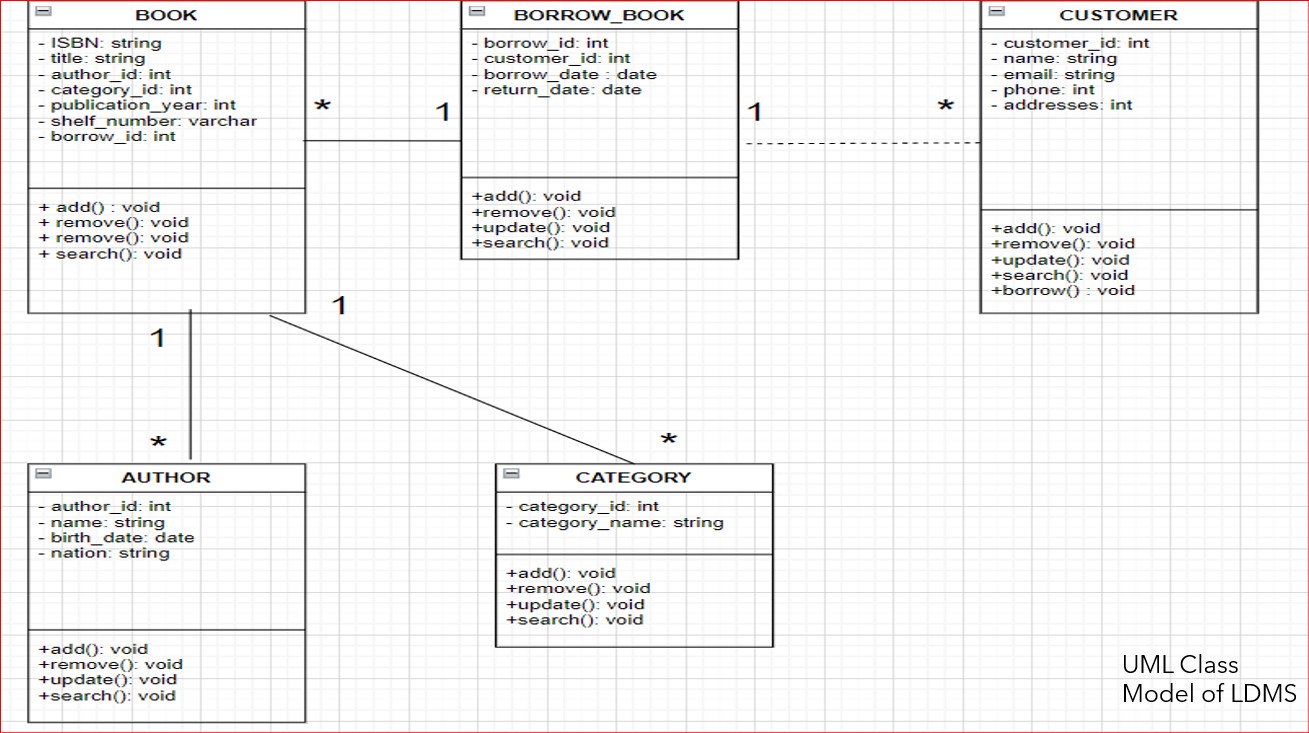 BOOK
- ISBN: string
- title: string
- author_id: int
- category_id: int
- publication_year: int
- shelf_number: varchar
- borrow_id: int
+ add() : void
+ remove(): void
+ remove(): void
+ search(): void
*
1
BORROW_BOOK
- borrow_id: int
- customer_id: int
- borrow_date : date
- return_date: date
+add(): void
+remove(): void
+update(): void
+search(): void
1
*
CUSTOMER
- customer_id: int
- name: string
- email: string
- phone: int
- addresses: int
+add(): void
+remove(): void
+update(): void
+search(): void
+borrow() : void
1
*
1
*
AUTHOR
- author_id: int
- name: string
- birth_date: date
- nation: string
+add(): void
+remove(): void
+update(): void
+search(): void
CATEGORY
- category_id: int
- category_name: string
+add(): void
+remove(): void
+update(): void
+search(): void
UML Class
Model of LDMS